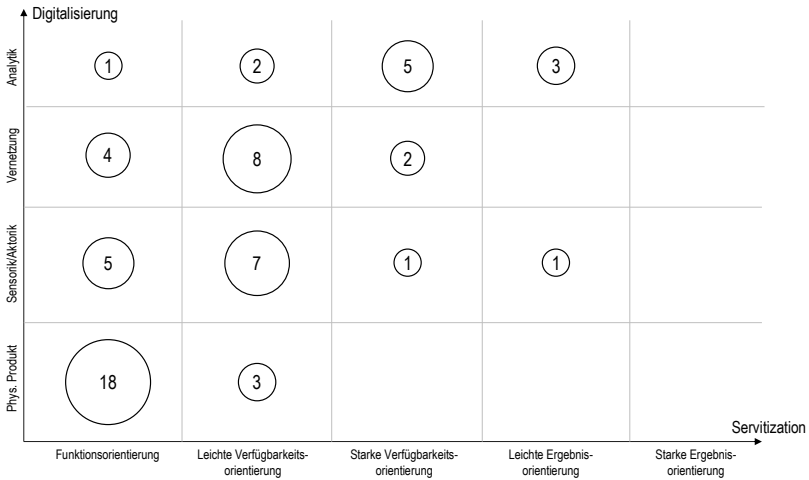 Digitalisierung
Analytik
1
2
5
3
Vernetzung
4
8
2
Sensorik/Aktorik
5
7
1
1
Phys. Produkt
18
3
Servitization
Funktionsorientierung
Leichte Verfügbarkeits-
orientierung
Starke Verfügbarkeits-
orientierung
Leichte Ergebnis-
orientierung
Starke Ergebnis-
orientierung